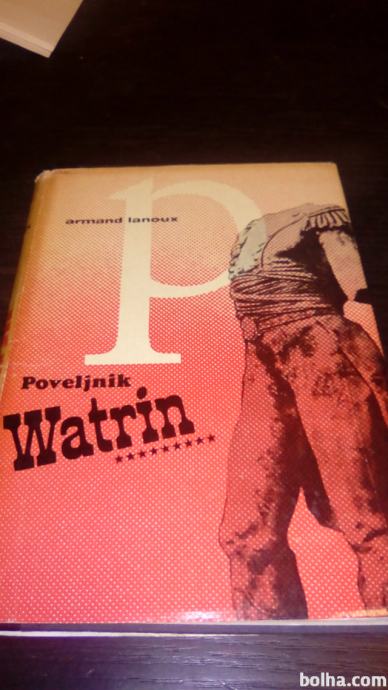 p
armand lanoux
Poveljnik
Watrin
bolha.com